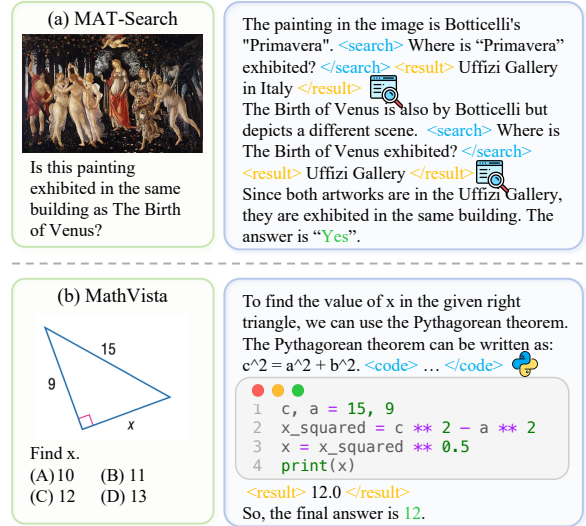 (a) MAT-Search
Is this painting
exhibited in the same
building as The Birth
of Venus?
The painting in the image is Botticelli's
"Primavera". <search> Where is “Primavera”
exhibited? </search> <result> Uffizi Gallery
in Italy </result>
The Birth of Venus is also by Botticelli but
depicts a different scene. <search> Where is
The Birth of Venus exhibited? </search>
<result> Uffizi Gallery </result>
Since both artworks are in the Uffizi Gallery,
they are exhibited in the same building. The
answer is “Yes”.
(b) MathVista
15
9
x
Find x.
(A)10 (B) 11
(C) 12 (D) 13
To find the value of x in the given right
triangle, we can use the Pythagorean theorem.
The Pythagorean theorem can be written as:
c^2 = a^2 + b^2. <code> … </code>
1 c, a = 15, 9
2 x_squared = c ** 2 − a ** 2
3 x = x_squared ** 0.5
4 print(x)
<result> 12.0 </result>
So, the final answer is 12.